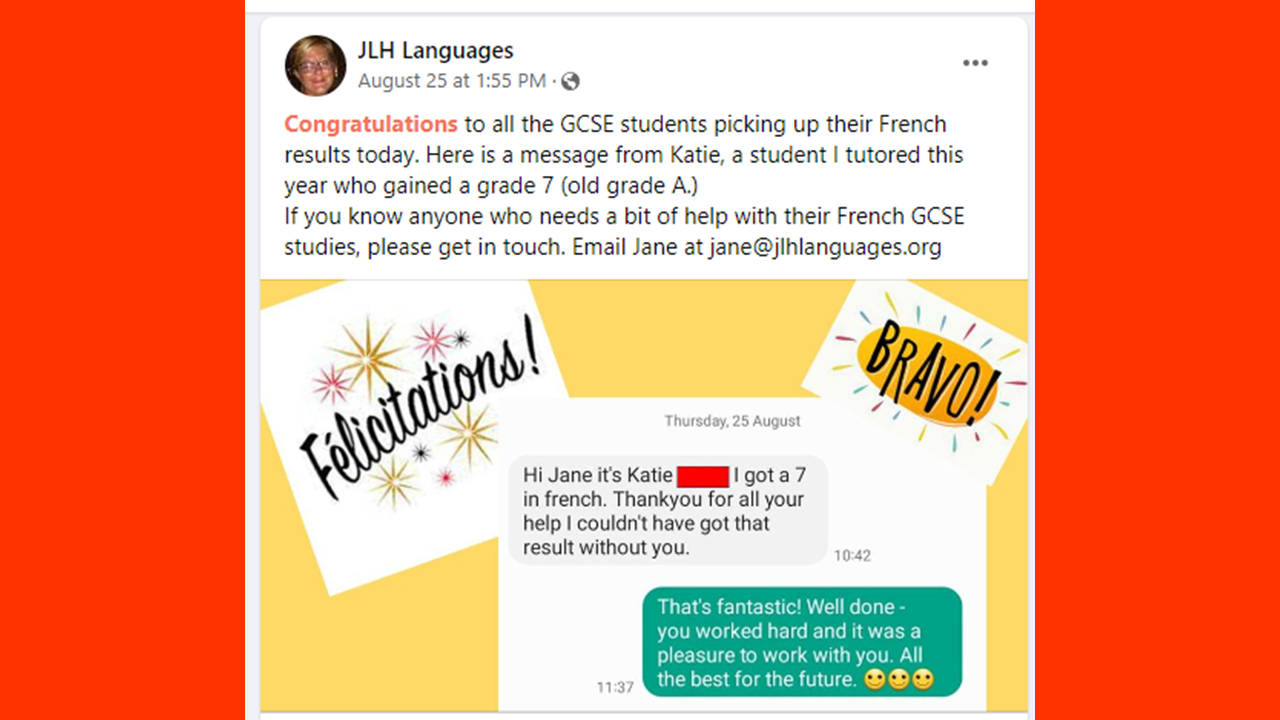 JLH Languages
August 25 at 1:55 PM ·
Congratulations to all the GCSE students picking up their French
results today. Here is a message from Katie, a student I tutored this
year who gained a grade 7 (old grade A.)
If you know anyone who needs a bit of help with their French GCSE
studies, please get in touch. Email Jane at jane@jlhlanguages.org
Félicitations!
BRAVO!
Thursday, 25 August
Hi Jane it's Katie I got a 7
in french. Thankyou for all your
help I couldn't have got that
result without you.
10:42
That's fantastic! Well done -
you worked hard and it was a
pleasure to work with you. All
the best for the future. 😊😊😊
11:37